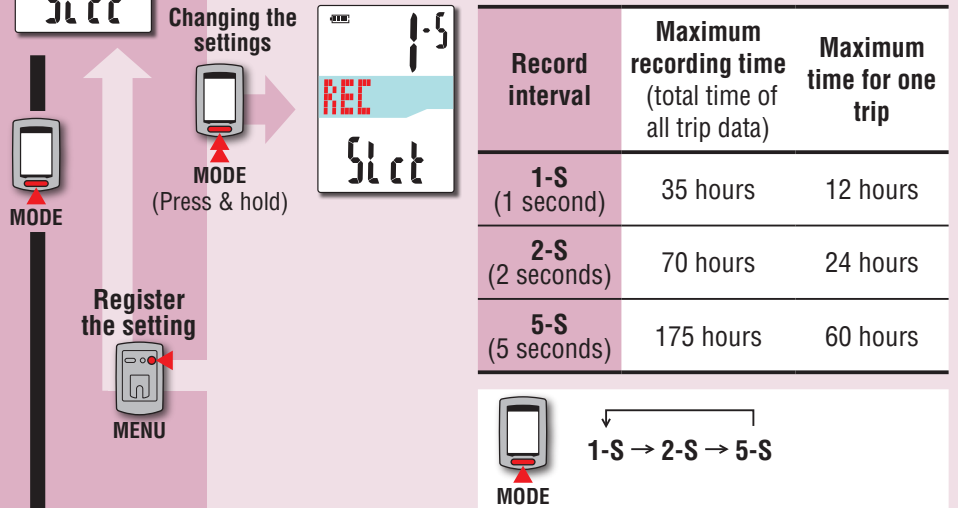 Slct
Changing the
settings
MODE
(Press & hold)
1-S
REC
Slct
MODE
Register
the setting
MENU
Record
interval
Maximum
recording time
(total time of
all trip data)
Maximum
time for one
trip
1-S
(1 second)
35 hours
12 hours
2-S
(2 seconds)
70 hours
24 hours
5-S
(5 seconds)
175 hours
60 hours
MODE
1-S → 2-S → 5-S